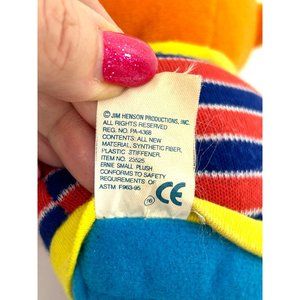 © JIM HENSON PRODUCTIONS, INC.
ALL RIGHTS RESERVED
REG. NO. PA-4368
CONTENTS: ALL NEW
MATERIAL, SYNTHETIC FIBER,
PLASTIC STIFFENER.
ITEM NO. 25525
ERNIE SMALL PLUSH
CONFORMS TO SAFETY
REQUIREMENTS OF
ASTM F963-95
CE